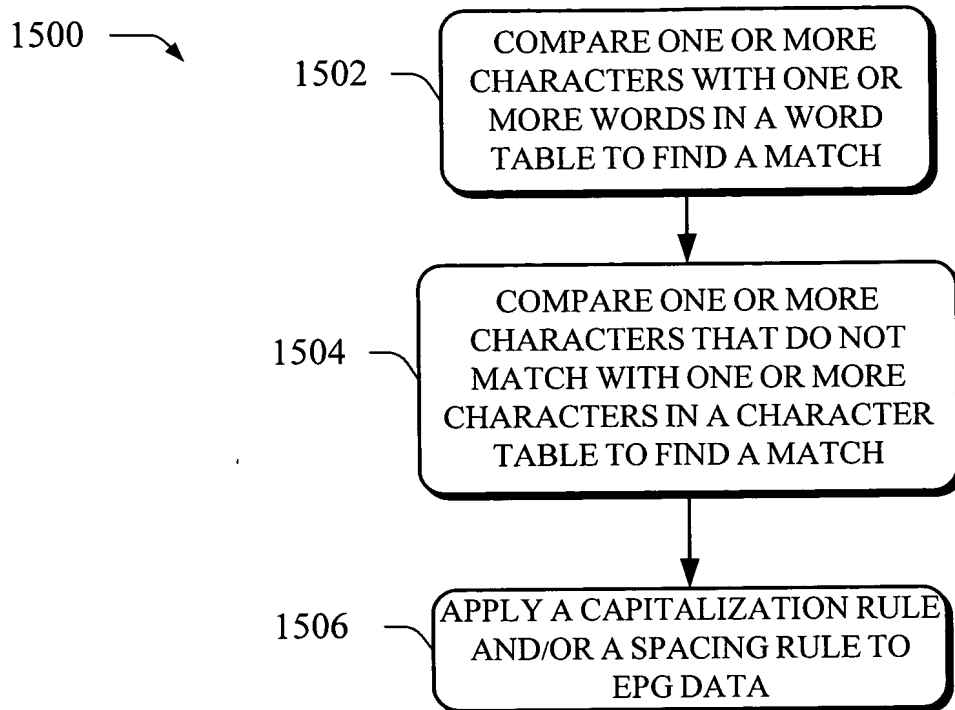 1500
1502
COMPARE ONE OR MORE
CHARACTERS WITH ONE OR
MORE WORDS IN A WORD
TABLE TO FIND A MATCH
1504
COMPARE ONE OR MORE
CHARACTERS THAT DO NOT
MATCH WITH ONE OR MORE
CHARACTERS IN A CHARACTER
TABLE TO FIND A MATCH
1506
APPLY A CAPITALIZATION RULE
AND/OR A SPACING RULE TO
EPG DATA